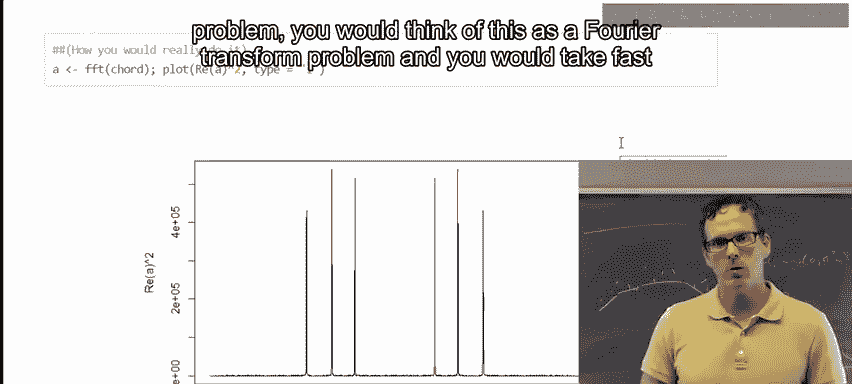 problem, you would think of this as a Fourier
transform problem and you would take fast
##(How you would really do it)
a <- fft(chord); plot(Re(a)^2, type = "l")
Re(a)^2
4e+05
2e+05
e+00